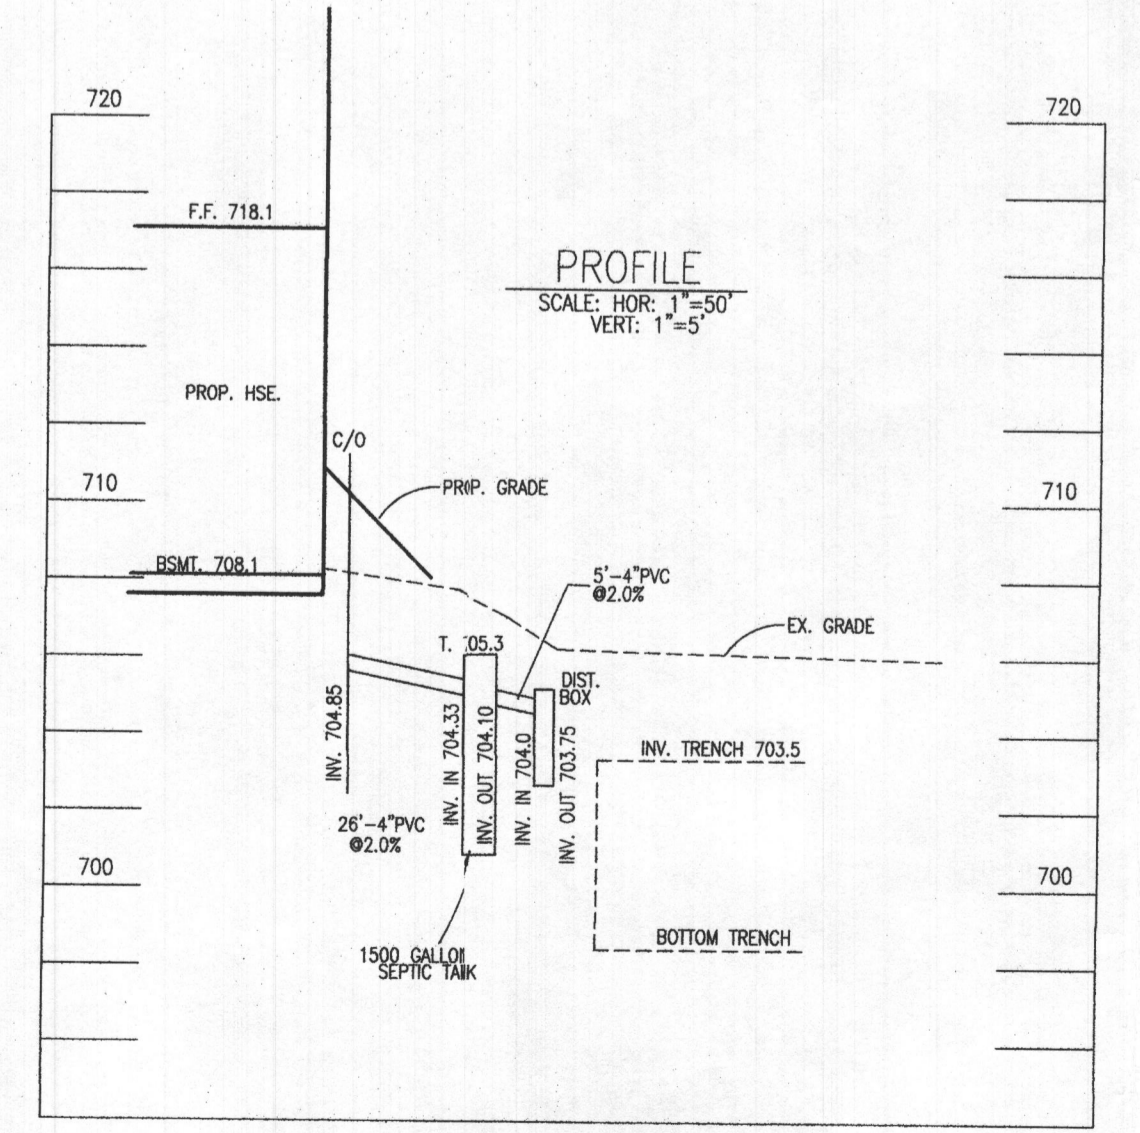 720
720
F.F. 718.1
PROFILE
SCALE: HOR: 1"=50'
VERT: 1"=5'
PROP. HSE.
C/O
710
PROP. GRADE
710
BSMT. 708.1
5'-4"PVC
@2.0%
EX. GRADE
T. 705.3
DIST.
BOX
INV. 704.85
INV. IN 704.33
INV. OUT 704.10
INV. IN 704.0
INV. OUT 703.75
INV. TRENCH 703.5
26'-4"PVC
@2.0%
700
700
BOTTOM TRENCH
1500 GALLON
SEPTIC TANK